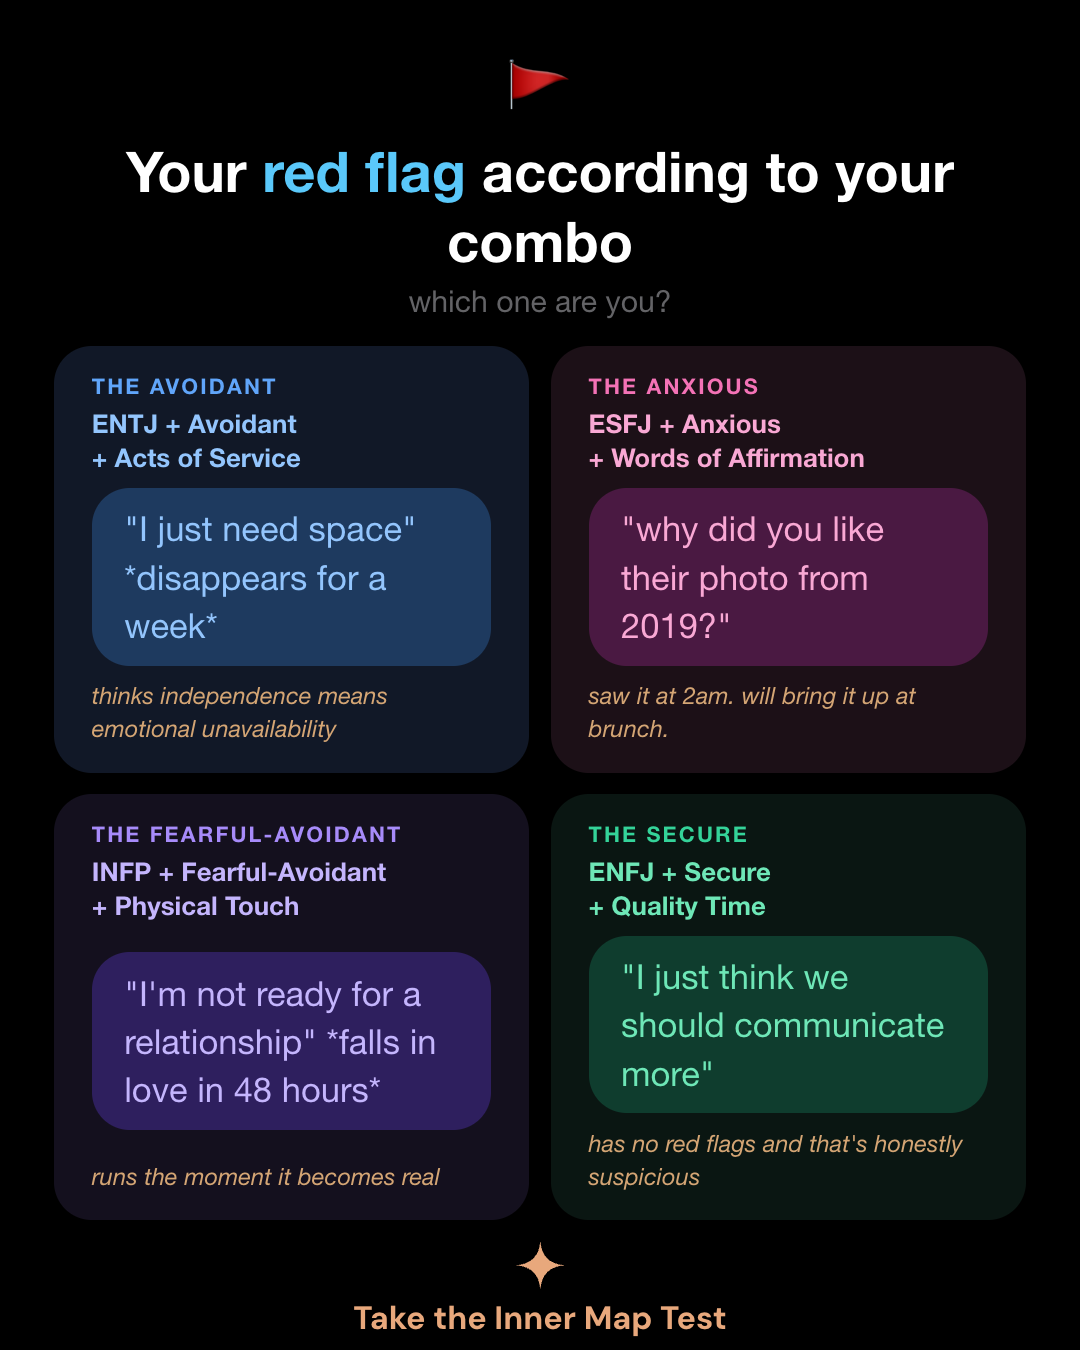 Your red flag according to your
combo
which one are you?
THE AVOIDANT
ENTJ + Avoidant
+ Acts of Service
"I just need space"
*disappears for a
week*
thinks independence means
emotional unavailability
THE ANXIOUS
ESFJ + Anxious
+ Words of Affirmation
"why did you like
their photo from
2019?"
saw it at 2am. will bring it up at
brunch.
THE FEARFUL-AVOIDANT
INFP + Fearful-Avoidant
+ Physical Touch
"I'm not ready for a
relationship" *falls in
love in 48 hours*
runs the moment it becomes real
THE SECURE
ENFJ + Secure
+ Quality Time
"I just think we
should communicate
more"
has no red flags and that's honestly
suspicious
Take the Inner Map Test